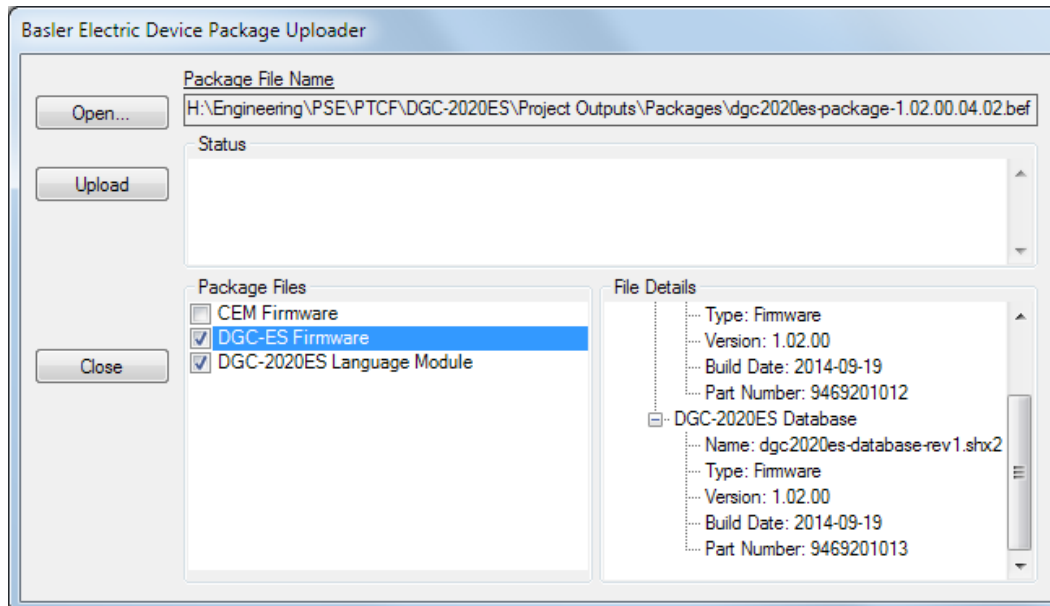 Basler Electric Device Package Uploader
Package File Name
Open...
H:\Engineering\PSE\PTCF\DGC-2020ES\Project Outputs\Packages\dgc2020es-package-1.02.00.04.02.bef
Status
Upload
Package Files
CEM Firmware
DGC-ES Firmware
DGC-2020ES Language Module
Close
File Details
Type: Firmware
Version: 1.02.00
Build Date: 2014-09-19
Part Number: 9469201012
DGC-2020ES Database
Name: dgc2020es-database-rev1.shx2
Type: Firmware
Version: 1.02.00
Build Date: 2014-09-19
Part Number: 9469201013